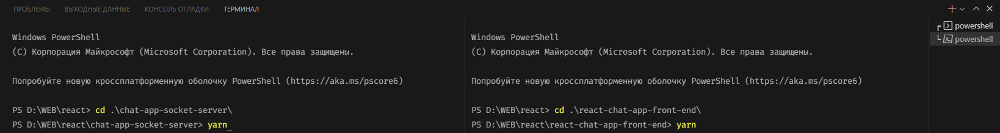 ПРОБЛЕМЫ ВЫХОДНЫЕ ДАННЫЕ КОНСОЛЬ ОТЛАДКИ ТЕРМИНАЛ
Windows PowerShell
(C) Корпорация Майкрософт (Microsoft Corporation). Все права защищены.
Попробуйте новую кроссплатформенную оболочку PowerShell (https://aka.ms/pscore6)
PS D:\WEB\react> cd .\chat-app-socket-server\
PS D:\WEB\react\chat-app-socket-server> yarn
Windows PowerShell
(C) Корпорация Майкрософт (Microsoft Corporation). Все права защищены.
Попробуйте новую кроссплатформенную оболочку PowerShell (https://aka.ms/pscore6)
PS D:\WEB\react> cd .\react-chat-app-front-end\
PS D:\WEB\react\react-chat-app-front-end> yarn
powershell
powershell